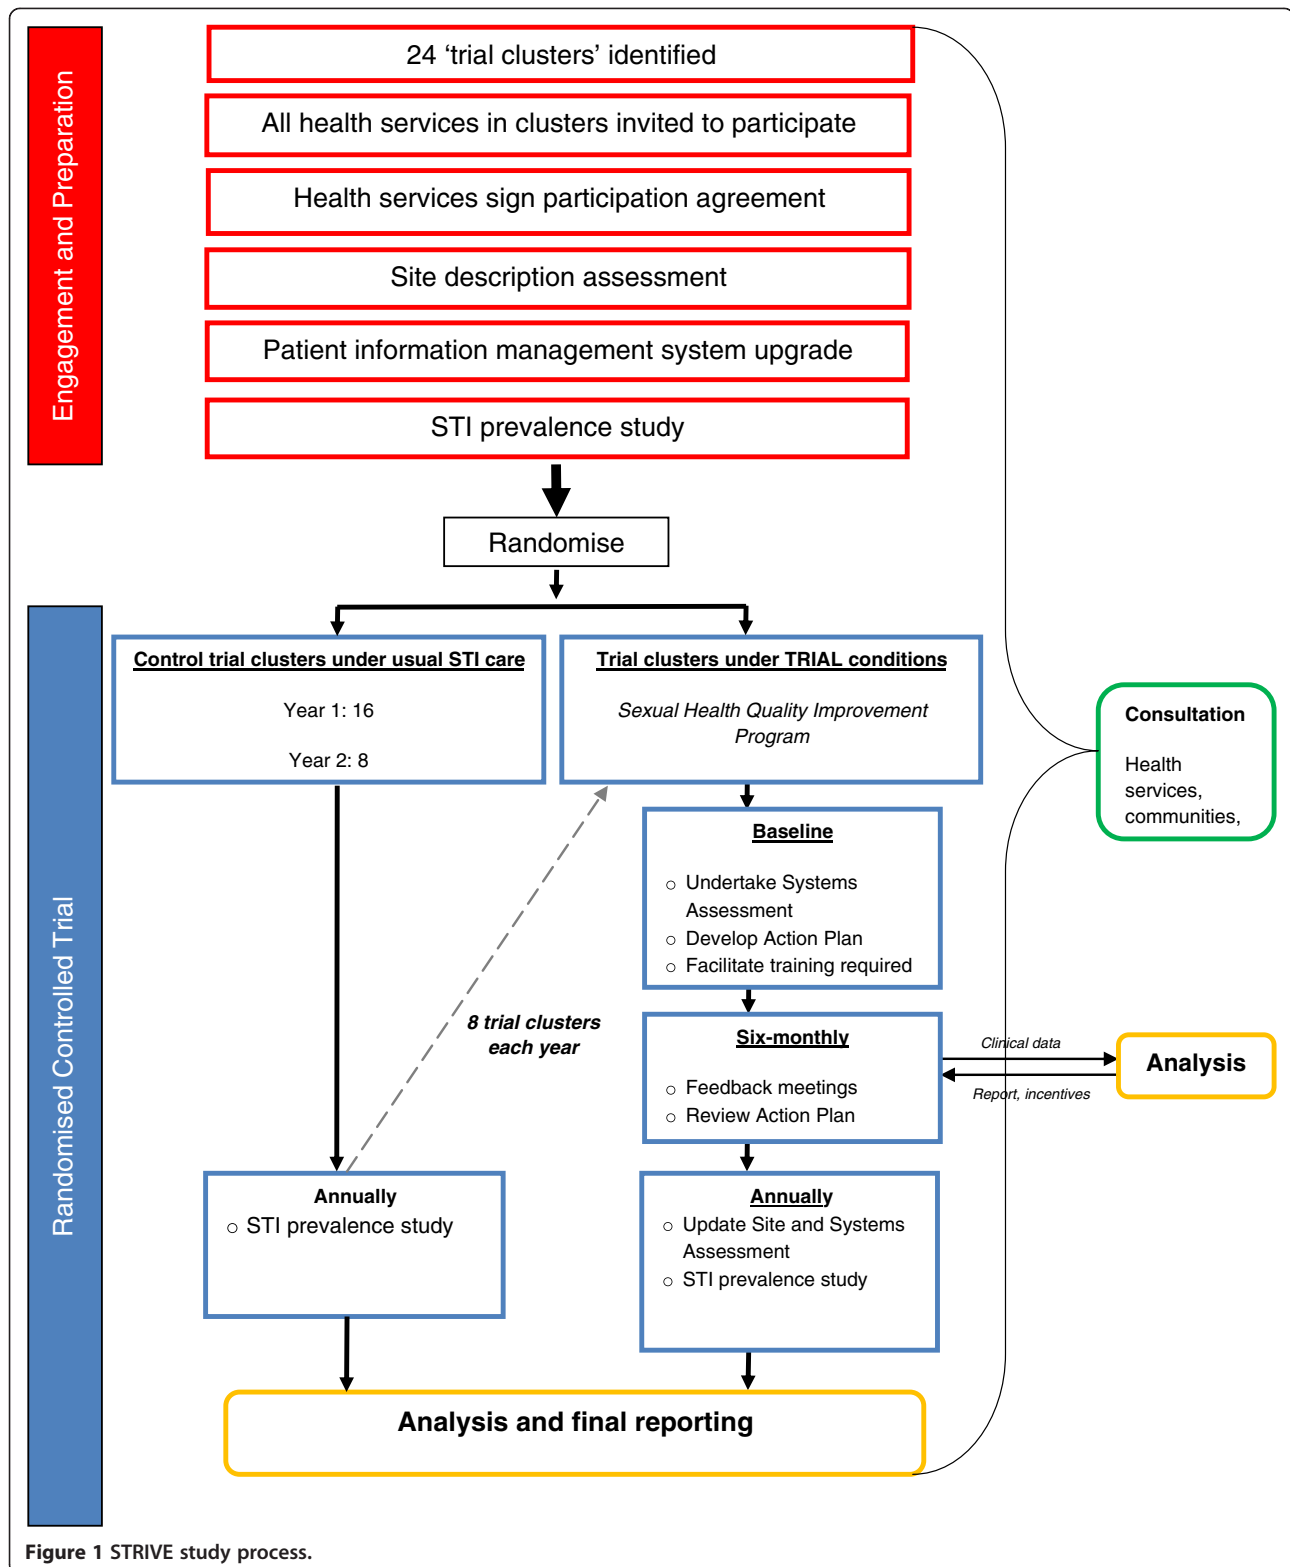 Engagement and Preparation
24 ‘trial clusters’ identified
All health services in clusters invited to participate
Health services sign participation agreement
Site description assessment
Patient information management system upgrade
STI prevalence study
Randomise
Randomised Controlled Trial
Control trial clusters under usual STI care
Year 1: 16
Year 2: 8
Trial clusters under TRIAL conditions
Sexual Health Quality Improvement
Program
Consultation
Health
services,
communities,
Baseline
○ Undertake Systems
Assessment
○ Develop Action Plan
○ Facilitate training required
8 trial clusters
each year
Six-monthly
○ Feedback meetings
○ Review Action Plan
Clinical data
Report, incentives
Analysis
Annually
○ STI prevalence study
Annually
○ Update Site and Systems
Assessment
○ STI prevalence study
Analysis and final reporting
Figure 1 STRIVE study process.